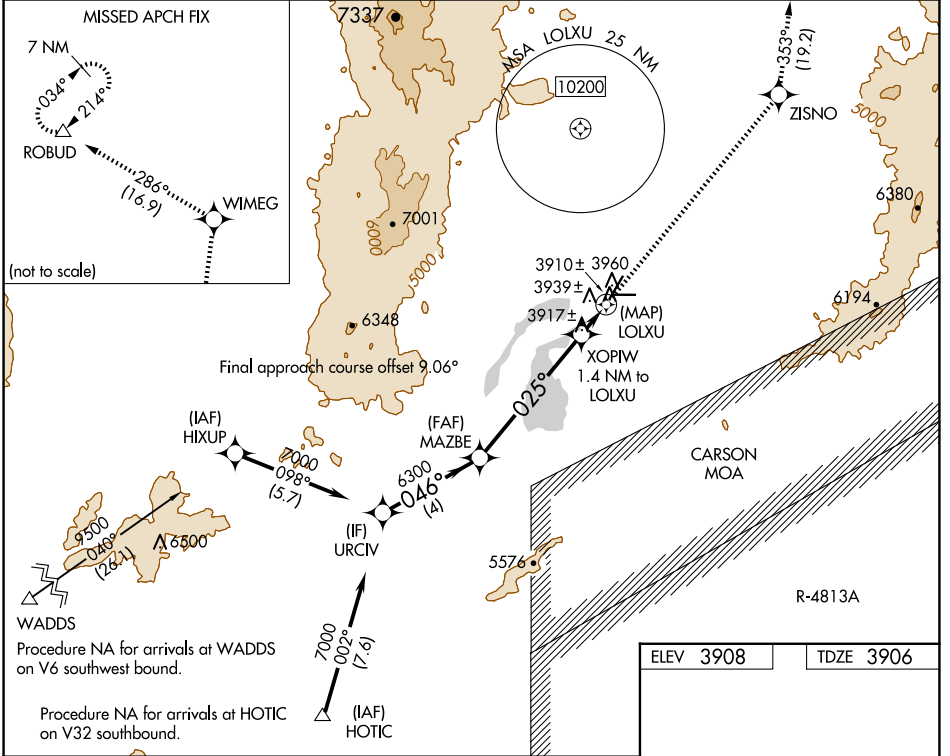 MISSED APCH FIX
7 NM
034°
214°
ROBUD
286°
(16.9)
WIMEG
(not to scale)
7337
MSA LOLXU 25 NM
10200
353°
(19.2)
ZISNO
5000
6380
7001
6000
5000
6348
3910± 3960
3939±
3917±
(MAP)
LOLXU
6194
XOPIW
1.4 NM to
LOLXU
Final approach course offset 9.06°
025°
(IAF)
HIXUP
7000
098°
(5.7)
(FAF)
MAZBE
6300
046°
(4)
(IF)
URCIV
CARSON
MOA
9500
040°
(26.1)
6500
5576
WADDS
R-4813A
Procedure NA for arrivals at WADDS
on V6 southwest bound.
7000
002°
(7.6)
(IAF)
HOTIC
Procedure NA for arrivals at HOTIC
on V32 southbound.
ELEV 3908
TDZE 3906